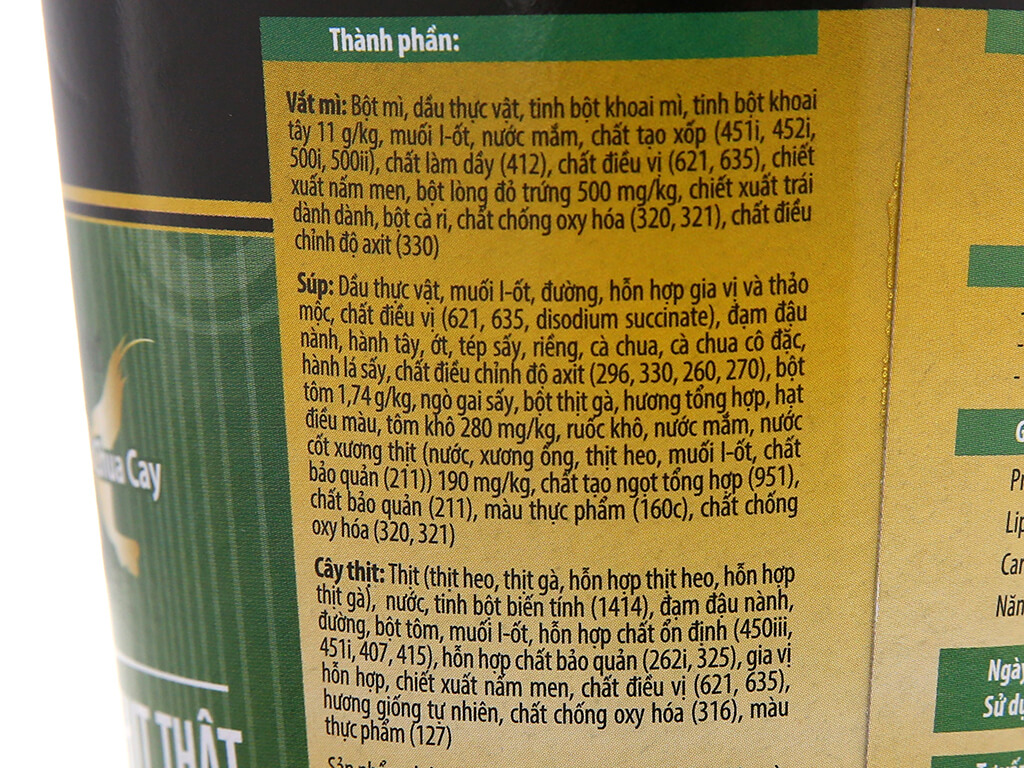 Thành phần:
Vắt mì: Bột mì, dầu thực vật, tinh bột khoai mì, tinh bột khoai
tây 11 g/kg, muối I-ốt, nước mắm, chất tạo xốp (451i, 452i,
500i, 500ii), chất làm dầy (412), chất điều vị (621, 635), chiết
xuất nấm men, bột lòng đỏ trứng 500 mg/kg, chiết xuất trái
dành dành, bột cà ri, chất chống oxy hóa (320, 321), chất điều
chỉnh độ axit (330)
Súp: Dầu thực vật, muối I-ốt, đường, hỗn hợp gia vị và thảo
mộc, chất điều vị (621, 635, disodium succinate), đạm đậu
nành, hành tây, ớt, tép sấy, riềng, cà chua, cà chua cô đặc,
hành lá sấy, chất điều chỉnh độ axit (296, 330, 260, 270), bột
tôm 1,74 g/kg, ngò gai sấy, bột thịt gà, hương tổng hợp, hạt
điều màu, tôm khô 280 mg/kg, ruốc khô, nước mắm, nước
cốt xương thịt (nước, xương ống, thịt heo, muối I-ốt, chất
bảo quản (211)) 190 mg/kg, chất tạo ngọt tổng hợp (951),
chất bảo quản (211), màu thực phẩm (160c), chất chống
oxy hóa (320, 321)
Cây thịt: Thịt (thịt heo, thịt gà, hỗn hợp thịt heo, hỗn hợp
thịt gà), nước, tinh bột biến tính (1414), đạm đậu nành,
đường, bột tôm, muối I-ốt, hỗn hợp chất ổn định (450iii,
451i, 407, 415), hỗn hợp chất bảo quản (262i, 325), gia vị
hỗn hợp, chiết xuất nấm men, chất điều vị (621, 635),
hương giống tự nhiên, chất chống oxy hóa (316), màu
thực phẩm (127)
Cay
THẬT
Ngày